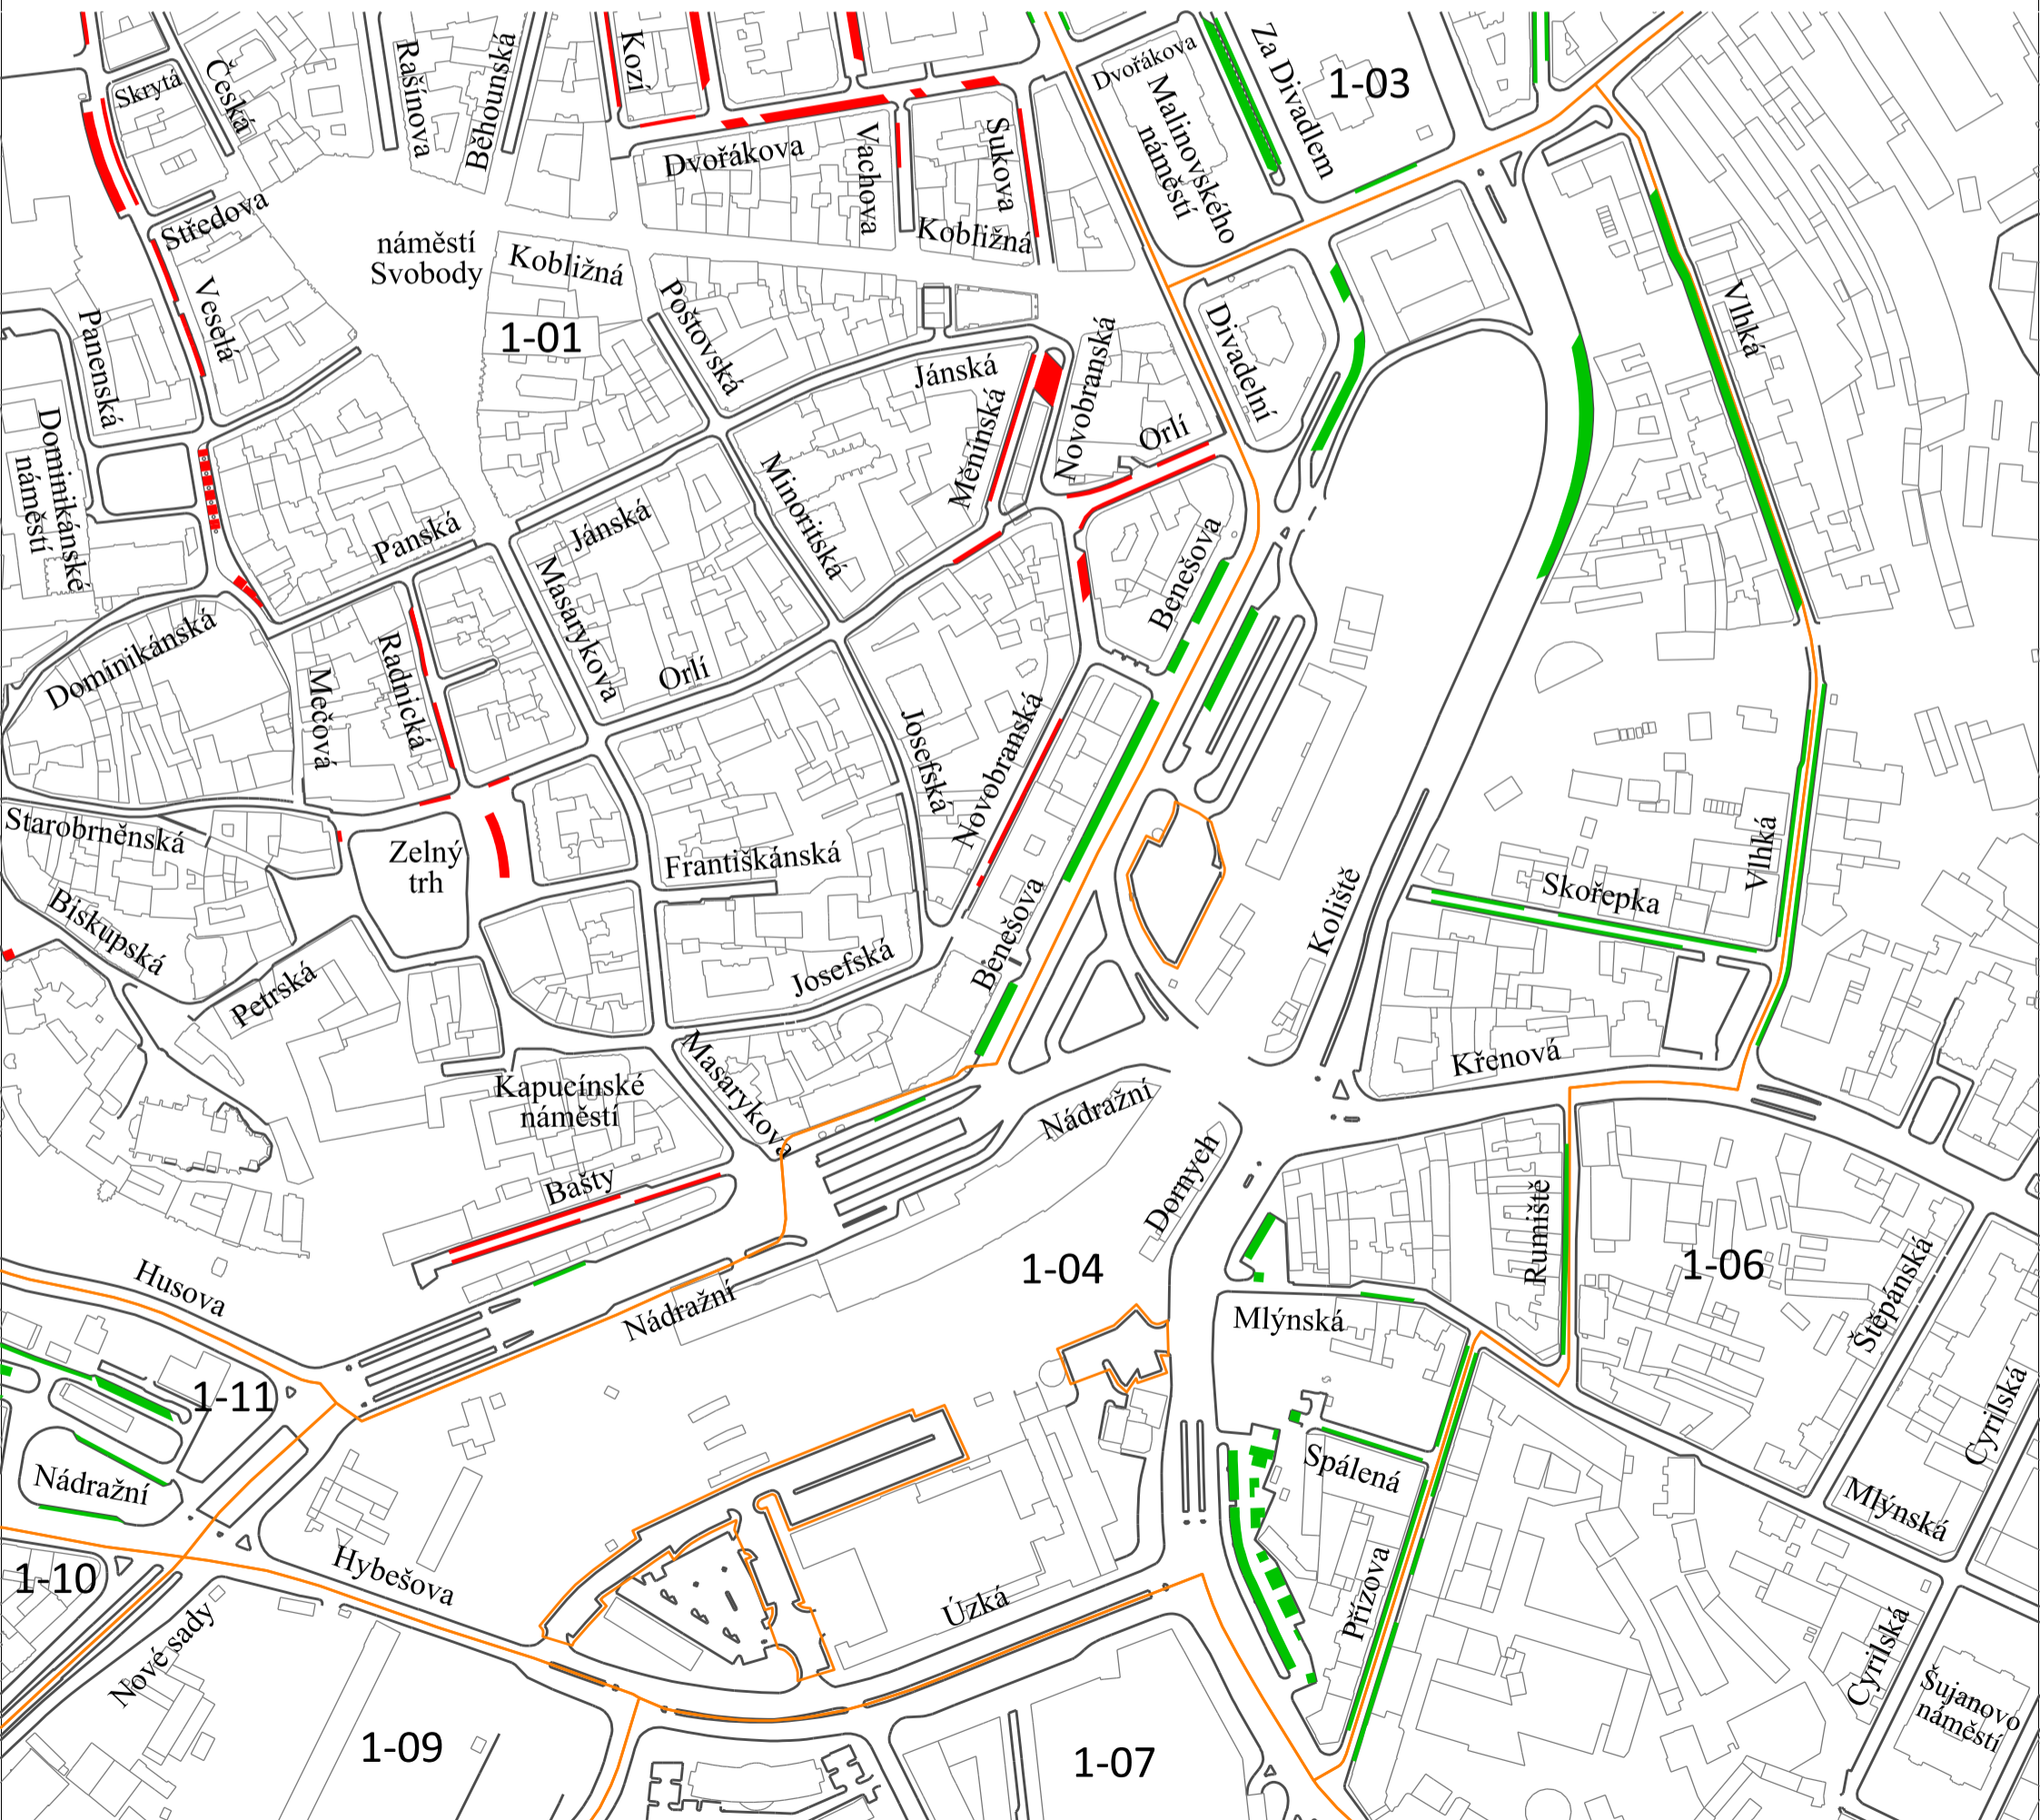 Skrytá
Česká
Rašínova
Běhounská
Kozí
Dvořákova
Vachova
Sukova
Kobližná
Dvořákova
Malinovského
náměstí
Za Divadlem
1-03
Středova
Veselá
náměstí
Svobody
Kobližná
1-01
Poštovská
Panenská
Dominikánské
náměstí
Jánská
Měnínská
Novobranská
Orlí
Divadelní
Vlhká
Panská
Jánská
Minoritská
Masarykova
Benešova
Dominikánská
Mečová
Radnická
Orlí
Josefská
Novobranská
Starobrněnská
Zelný
trh
Františkánská
Biskupská
Petrská
Josefská
Benešova
Koliště
Skořepka
Vlhká
Křenová
Kapucínské
náměstí
Masarykova
Nádražní
Bašty
Dornych
Rumiště
1-06
Štěpánská
Husova
Nádražní
1-04
Mlýnská
1-11
Nádražní
Cyrilská
Spálená
Mlýnská
1-10
Hybešova
Nové sady
Úzká
Přízova
Cyrilská
Šujanovo
náměstí
1-09
1-07